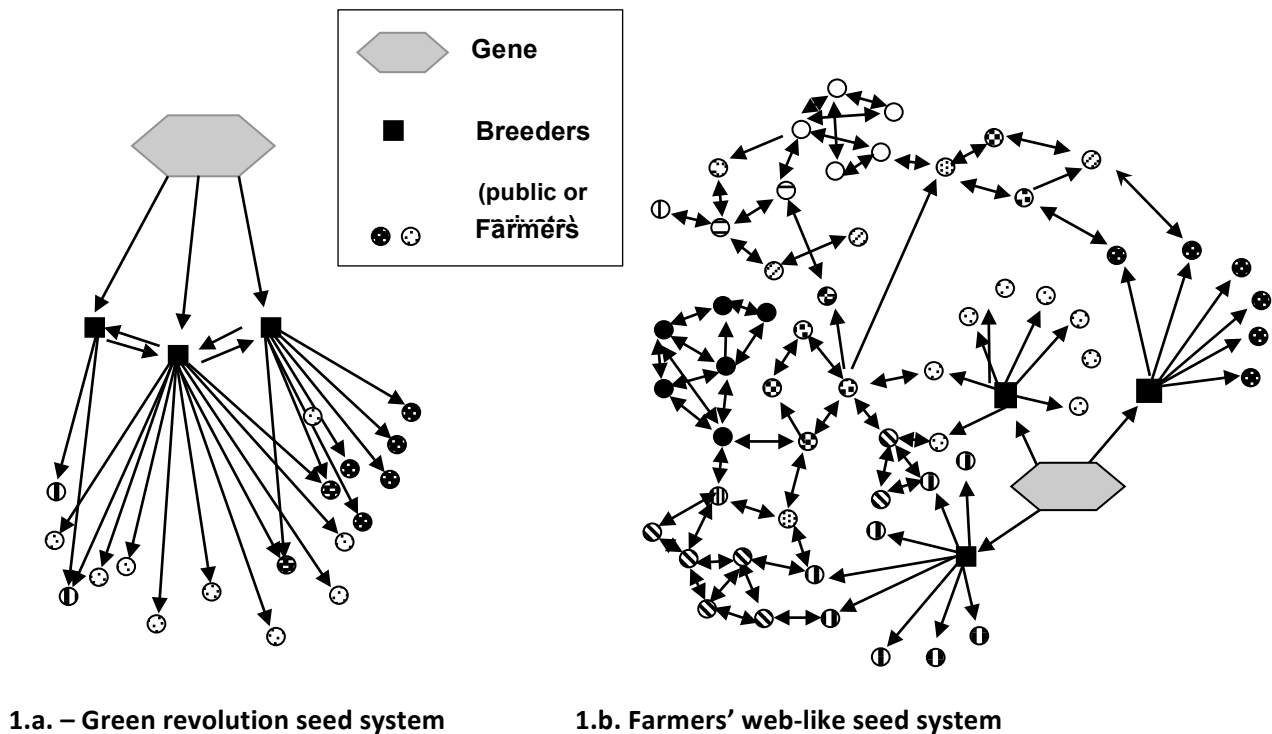 Gene
Breeders
(public or
Farmers
1.a. – Green revolution seed system
1.b. Farmers’ web-like seed system